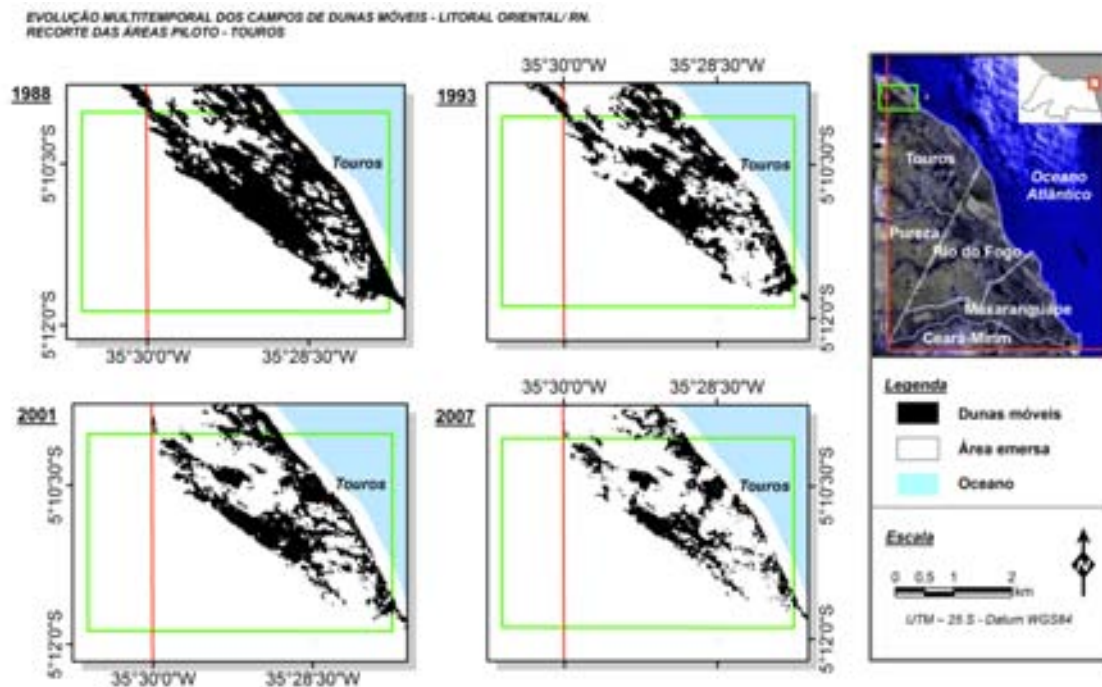 EVOLUÇÃO MULTITEMPORAL DOS CAMPOS DE DUNAS MÓVEIS - LITORAL ORIENTAL/ RN.
RECORTE DAS ÁREAS PILOTO - TOUROS
1988
5°10'30"S
5°12'0"S
35°30'0"W
35°28'30"W
Touros
35°30'0"W
35°28'30"W
1993
Touros
5°10'30"S
5°12'0"S
2001
5°10'30"S
5°12'0"S
35°30'0"W
35°28'30"W
Touros
35°30'0"W
35°28'30"W
2007
Touros
5°10'30"S
5°12'0"S
Touros
Oceano
Atlântico
Pureza
Rio do Fogo
Maxaranguape
Ceará-Mirim
Legenda
Dunas móveis
Área emersa
Oceano
Escala
0 0.5 1 2
km
N
UTM – 25 S - Datum WGS84